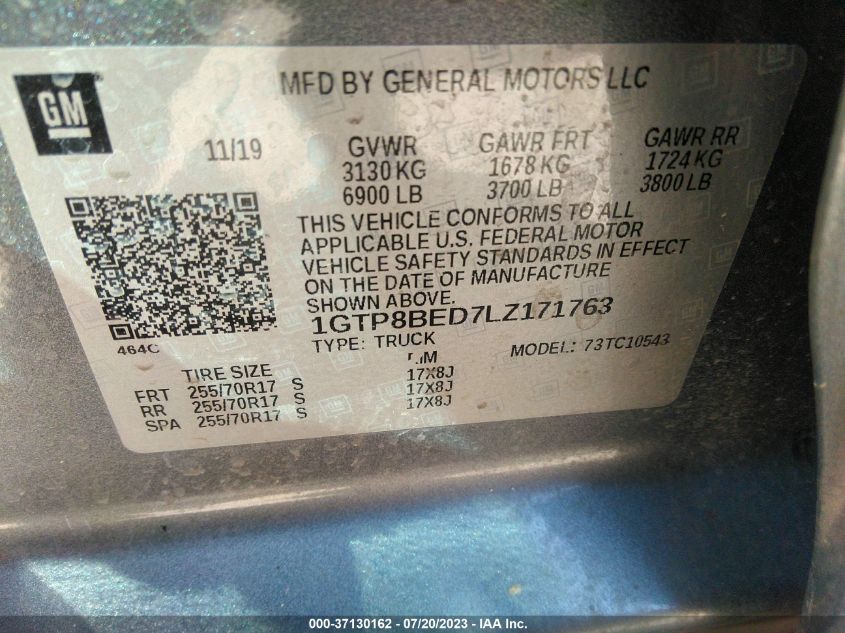 GM
MFD BY GENERAL MOTORS LLC
11/19 GVWR GAWR FRT GAWR RR
3130 KG 1678 KG 1724 KG
6900 LB 3700 LB 3800 LB
THIS VEHICLE CONFORMS TO ALL
APPLICABLE U.S. FEDERAL MOTOR
VEHICLE SAFETY STANDARDS IN EFFECT
ON THE DATE OF MANUFACTURE
SHOWN ABOVE.
1GTP8BED7LZ171763
464C TYPE: TRUCK MODEL: 73TC10543
TIRE SIZE
FRT 255/70R17 S 17X8J
RR 255/70R17 S 17X8J
SPA 255/70R17 S 17X8J
000-37130162 - 07/20/2023 - IAA Inc.